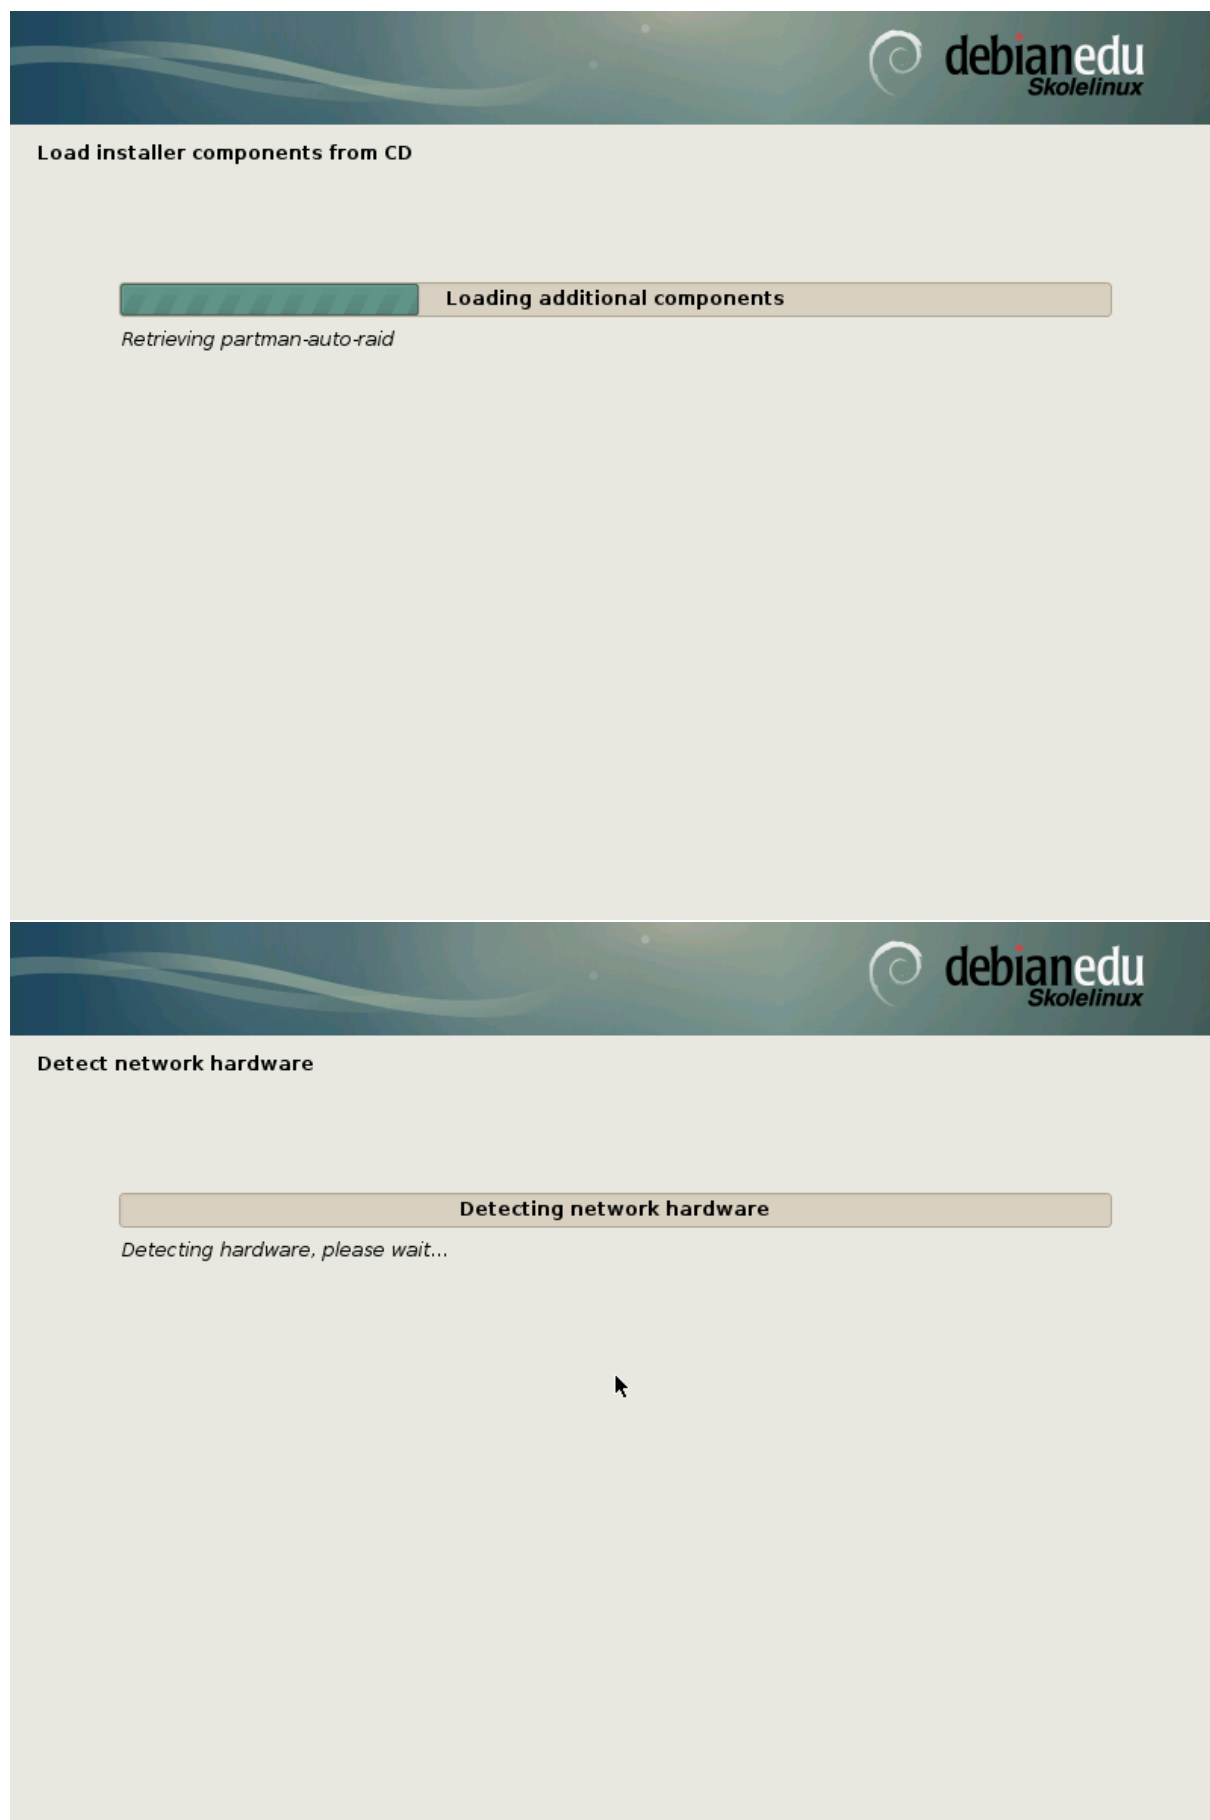 debianedu
Skolelinux
Load installer components from CD
Loading additional components
Retrieving partman-auto-raid
debianedu
Skolelinux
Detect network hardware
Detecting network hardware
Detecting hardware, please wait...